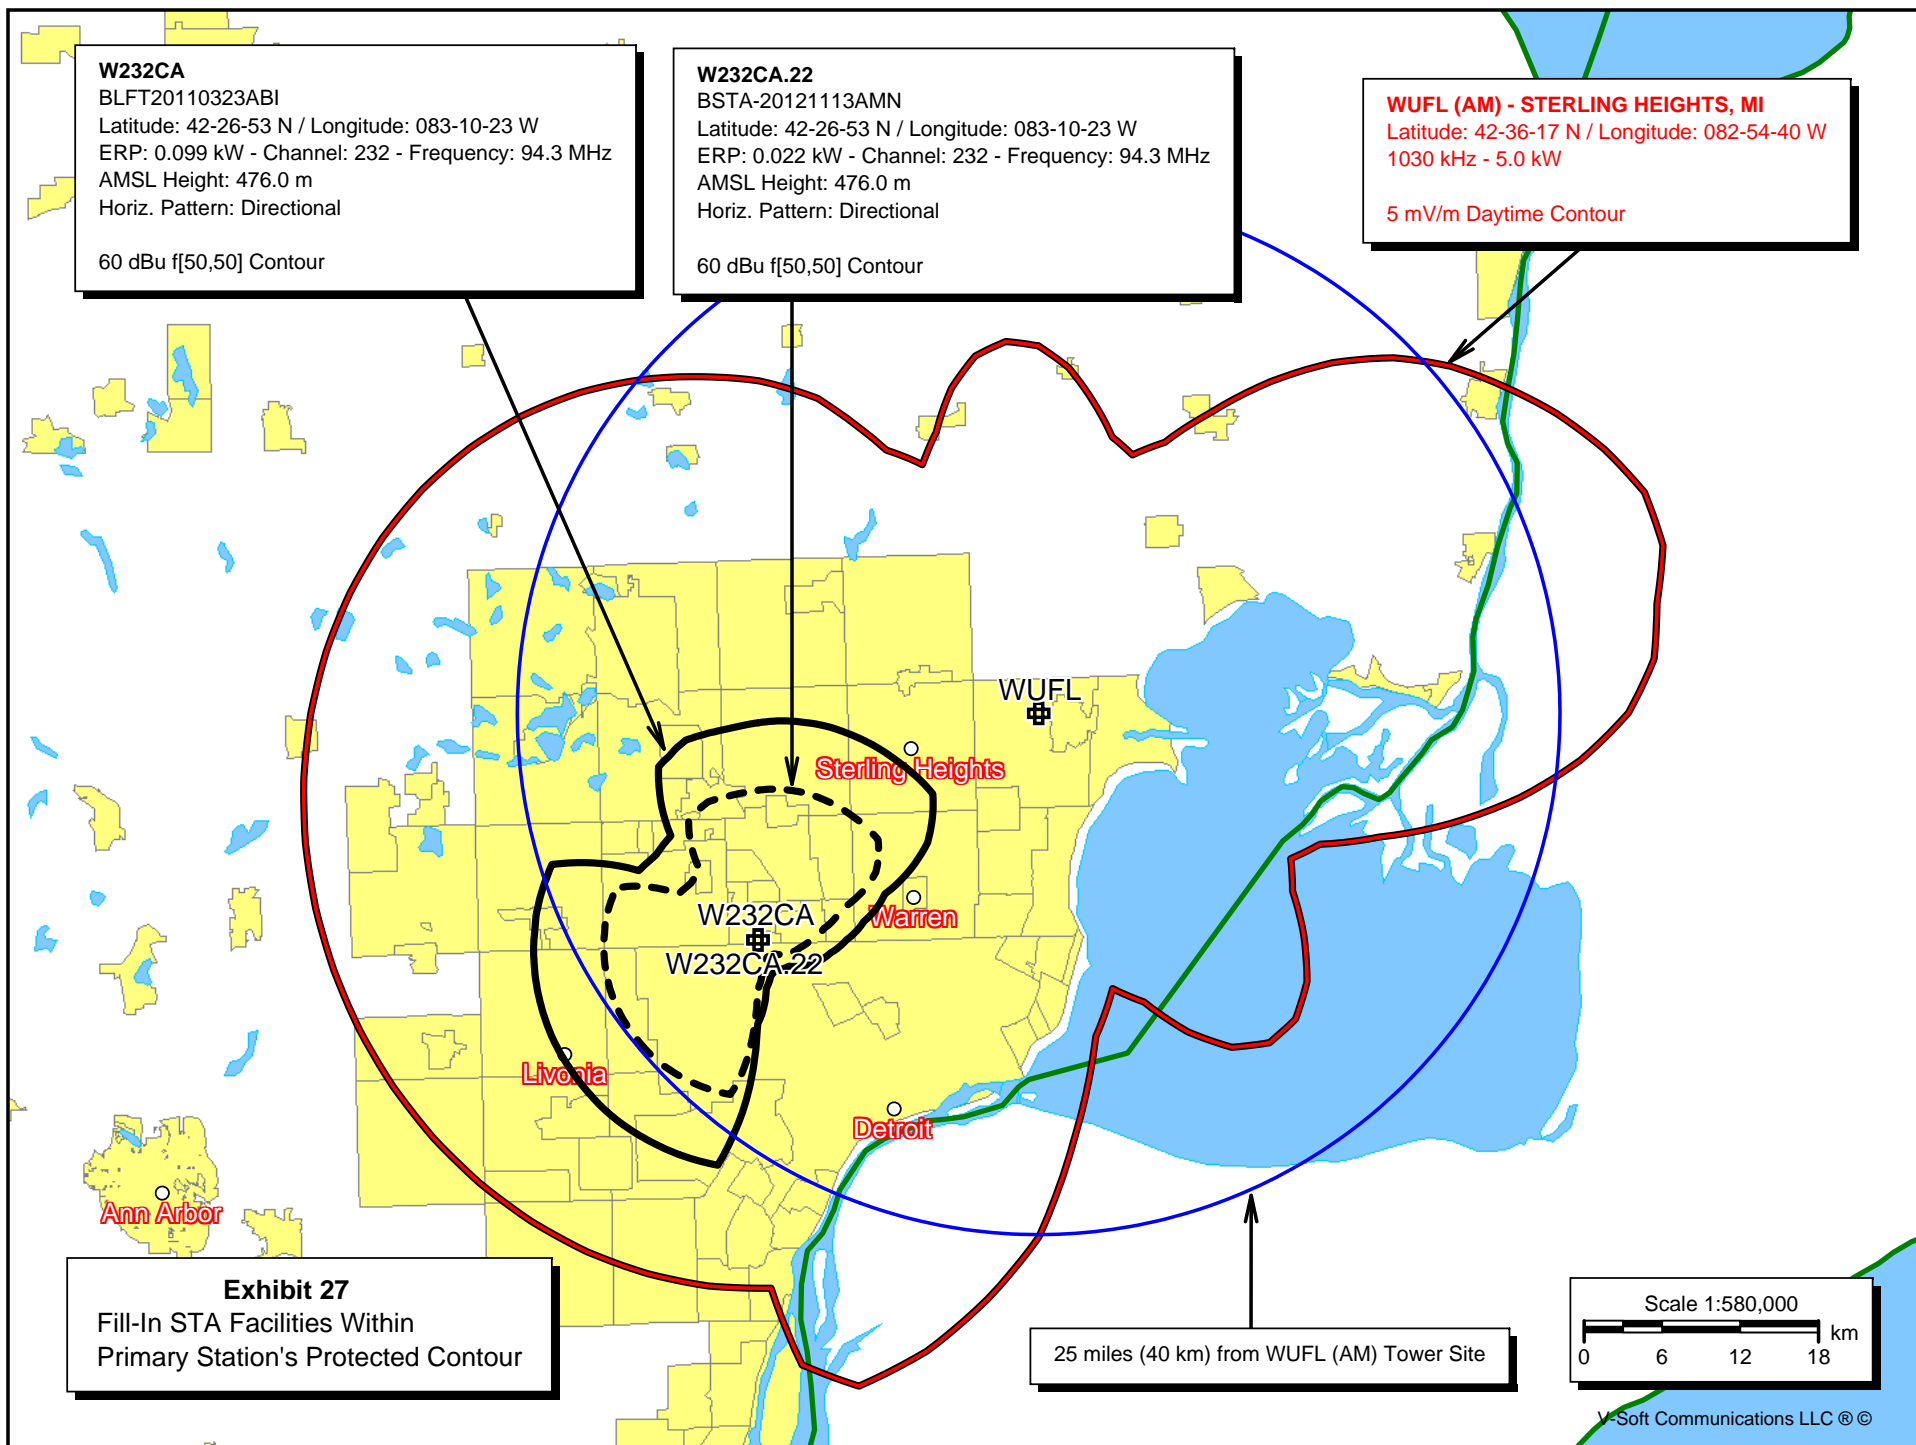 W232CA
BLFT20110323ABI
Latitude: 42-26-53 N / Longitude: 083-10-23 W
ERP: 0.099 kW - Channel: 232 - Frequency: 94.3 MHz
AMSL Height: 476.0 m
Horiz. Pattern: Directional
60 dBu f[50,50] Contour
W232CA.22
BSTA-20121113AMN
Latitude: 42-26-53 N / Longitude: 083-10-23 W
ERP: 0.022 kW - Channel: 232 - Frequency: 94.3 MHz
AMSL Height: 476.0 m
Horiz. Pattern: Directional
60 dBu f[50,50] Contour
WUFL (AM) - STERLING HEIGHTS, MI
Latitude: 42-36-17 N / Longitude: 082-54-40 W
1030 kHz - 5.0 kW
5 mV/m Daytime Contour
WUFL
Sterling Heights
W232CA
Warren
W232CA.22
Livonia
Detroit
Ann Arbor
Exhibit 27
Fill-In STA Facilities Within
Primary Station's Protected Contour
25 miles (40 km) from WUFL (AM) Tower Site
Scale 1:580,000
km
0 6 12 18
V-Soft Communications LLC ® ©